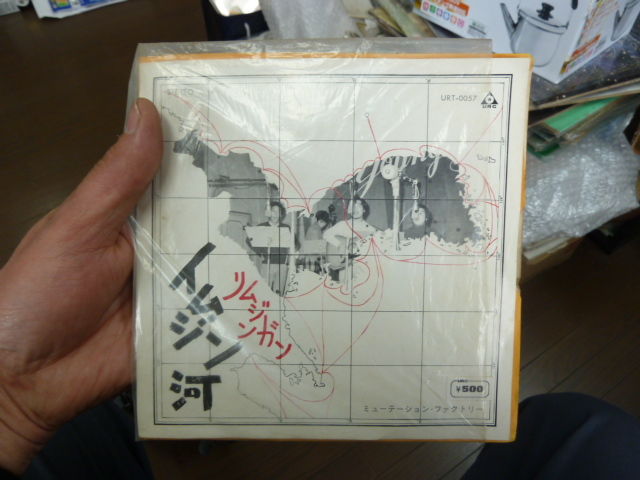 STEREO
URT-0057
URC
イムジン河
リムジンガン
¥500
ミューテーション・ファクトリー